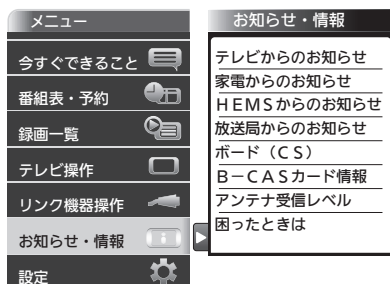 メニュー
今すぐできること
番組表・予約
録画一覧
テレビ操作
リンク機器操作
お知らせ・情報
設定
お知らせ・情報
テレビからのお知らせ
家電からのお知らせ
ＨＥＭＳからのお知らせ
放送局からのお知らせ
ボード（ＣＳ）
Ｂ－ＣＡＳカード情報
アンテナ受信レベル
困ったときは